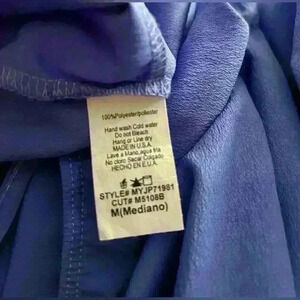 100%Polyester/poliester
Hand wash Cold water
Do not Bleach
Hang or Line dry
MADE IN U.S.A.
Lave a Mano,agua fria
No cloro Secar Colgado
HECHO EN E.U.A.
STYLE# MYJP71981
CUT# M5108B
M(Mediano)